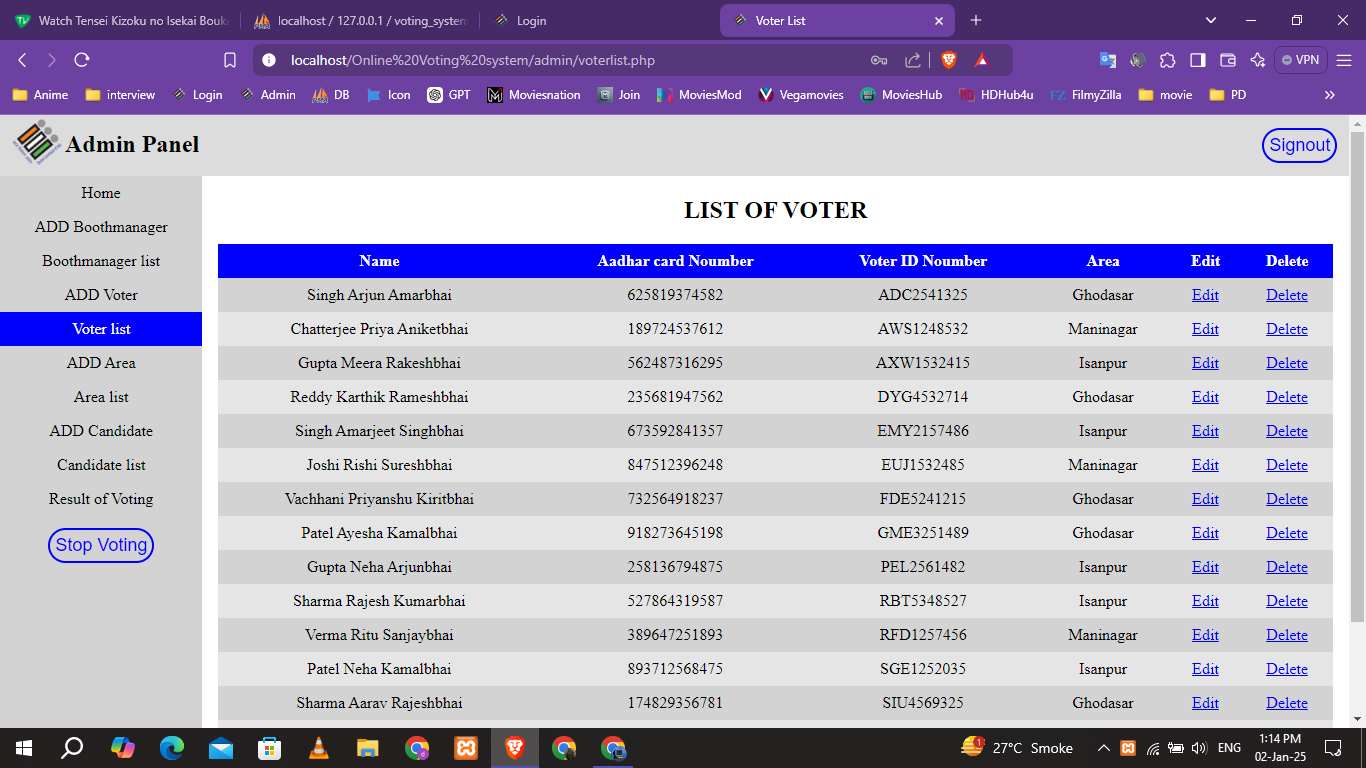 Watch Tensei Kizoku no Isekai Bouk
localhost / 127.0.0.1 / voting_system
Login
Voter List
localhost/Online%20Voting%20system/admin/voterlist.php
VPN
Anime interview Login Admin DB Icon GPT Moviesnation Join MoviesMod Vegamovies MoviesHub HDHub4u FilmyZilla movie PD
Admin Panel
Signout
Home
ADD Boothmanager
Boothmanager list
ADD Voter
Voter list
ADD Area
Area list
ADD Candidate
Candidate list
Result of Voting
Stop Voting
LIST OF VOTER
Name Aadhar card Noumber Voter ID Noumber Area Edit Delete
Singh Arjun Amarbhai 625819374582 ADC2541325 Ghodasar Edit Delete
Chatterjee Priya Aniketbhai 189724537612 AWS1248532 Maninagar Edit Delete
Gupta Meera Rakeshbhai 562487316295 AXW1532415 Isanpur Edit Delete
Reddy Karthik Rameshbhai 235681947562 DYG4532714 Ghodasar Edit Delete
Singh Amarjeet Singhbhai 673592841357 EMY2157486 Isanpur Edit Delete
Joshi Rishi Sureshbhai 847512396248 EUJ1532485 Maninagar Edit Delete
Vachhani Priyanshu Kiritbhai 732564918237 FDE5241215 Ghodasar Edit Delete
Patel Ayesha Kamalbhai 918273645198 GME3251489 Ghodasar Edit Delete
Gupta Neha Arjunbhai 258136794875 PEL2561482 Isanpur Edit Delete
Sharma Rajesh Kumarbhai 527864319587 RBT5348527 Isanpur Edit Delete
Verma Ritu Sanjaybhai 389647251893 RFD1257456 Maninagar Edit Delete
Patel Neha Kamalbhai 893712568475 SGE1252035 Isanpur Edit Delete
Sharma Aarav Rajeshbhai 174829356781 SIU4569325 Ghodasar Edit Delete
27°C Smoke
ENG
1:14 PM
02-Jan-25